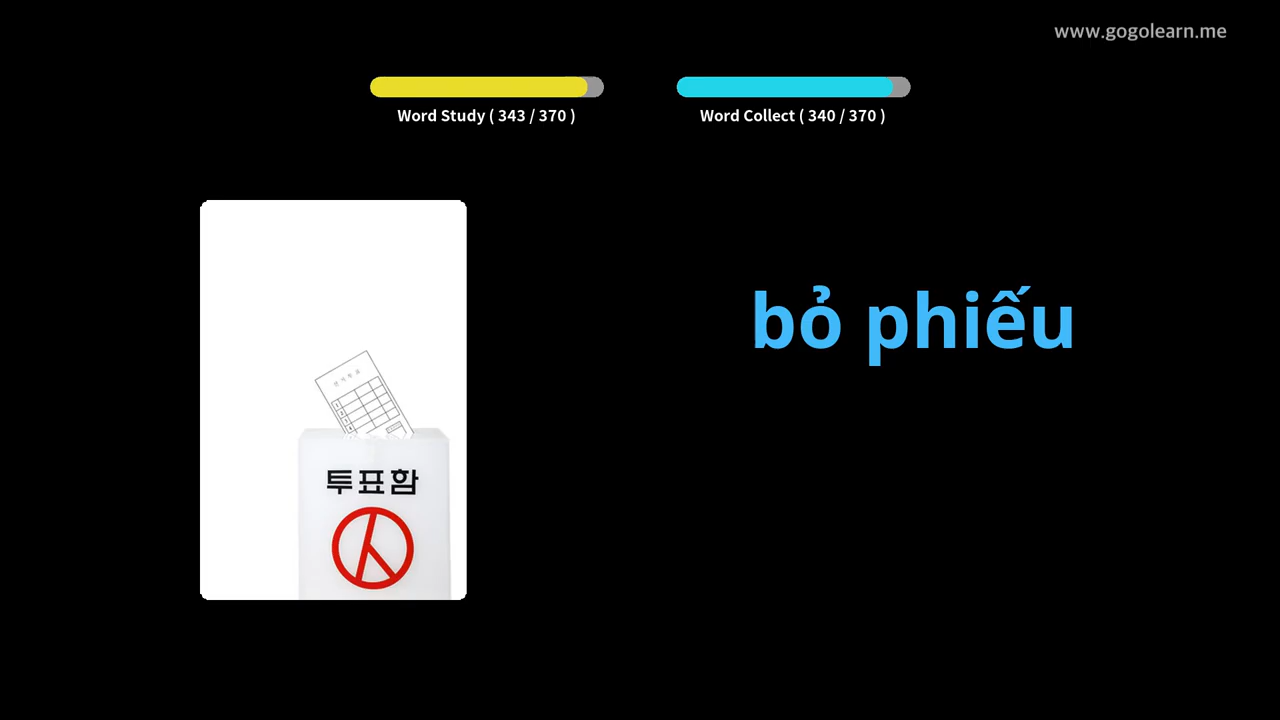 www.gogolearn.me
Word Study ( 343 / 370 )
Word Collect ( 340 / 370 )
bỏ phiếu
투표함